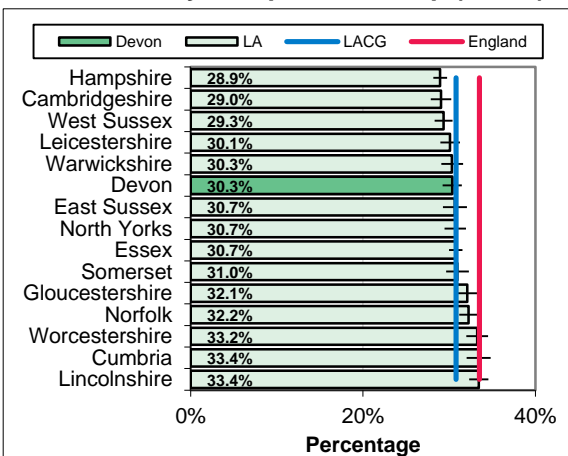 Devon LA LACG England
Hampshire 28.9%
Cambridgeshire 29.0%
West Sussex 29.3%
Leicestershire 30.1%
Warwickshire 30.3%
Devon 30.3%
East Sussex 30.7%
North Yorks 30.7%
Essex 30.7%
Somerset 31.0%
Gloucestershire 32.1%
Norfolk 32.2%
Worcestershire 33.2%
Cumbria 33.4%
Lincolnshire 33.4%
0% 20% 40%
Percentage